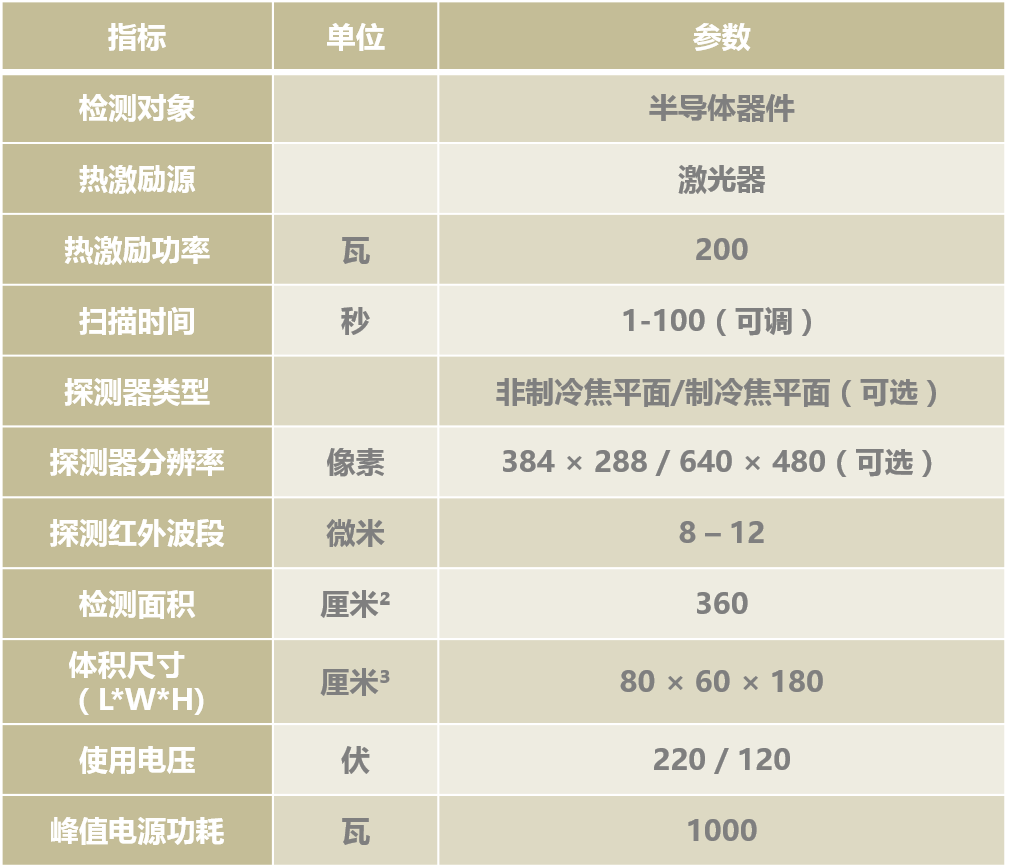 指标 单位 参数
检测对象 半导体器件
热激励源 激光器
热激励功率 瓦 200
扫描时间 秒 1-100（可调）
探测器类型 非制冷焦平面/制冷焦平面（可选）
探测器分辨率 像素 384 × 288 / 640 × 480（可选）
探测红外波段 微米 8 – 12
检测面积 厘米² 360
体积尺寸
（L*W*H) 厘米³ 80 × 60 × 180
使用电压 伏 220 / 120
峰值电源功耗 瓦 1000